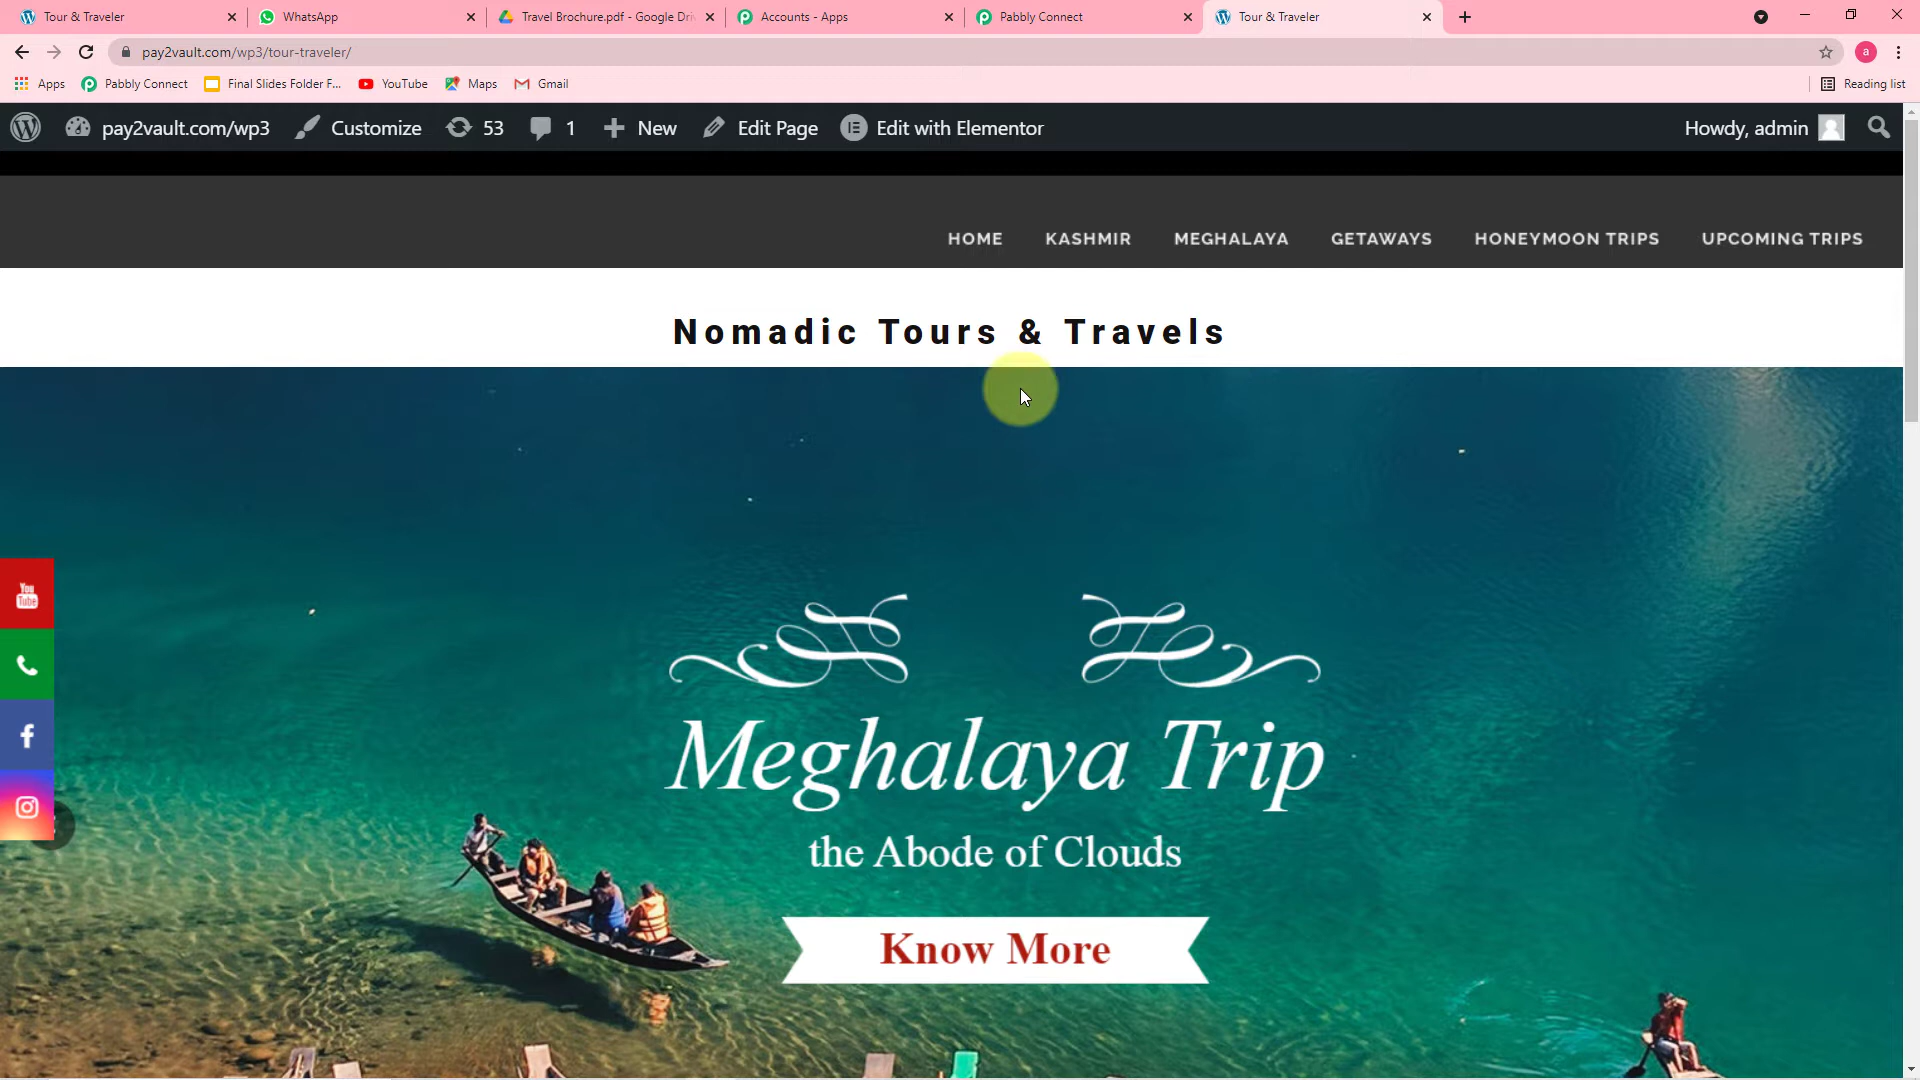 Tour & Traveler
WhatsApp
Travel Brochure.pdf - Google Dri
Accounts - Apps
Pabbly Connect
Tour & Traveler
pay2vault.com/wp3/tour-traveler/
a
Apps
Pabbly Connect
Final Slides Folder F...
YouTube
Maps
Gmail
Reading list
pay2vault.com/wp3
Customize
53
1
New
Edit Page
Edit with Elementor
Howdy, admin
HOME
KASHMIR
MEGHALAYA
GETAWAYS
HONEYMOON TRIPS
UPCOMING TRIPS
Nomadic Tours & Travels
You
Tube
Meghalaya Trip
the Abode of Clouds
Know More